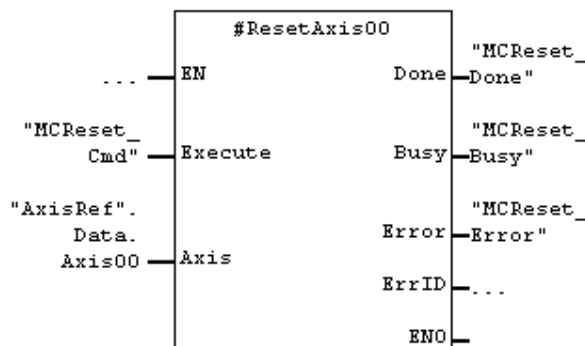 #ResetAxis00
"MCReset_
... EN Done Done"
"MCReset_ "MCReset_
Cmd" Execute Busy Busy"
"AxisRef". "MCReset_
Data. Error Error"
Axis00 Axis
ErrID ...
ENO